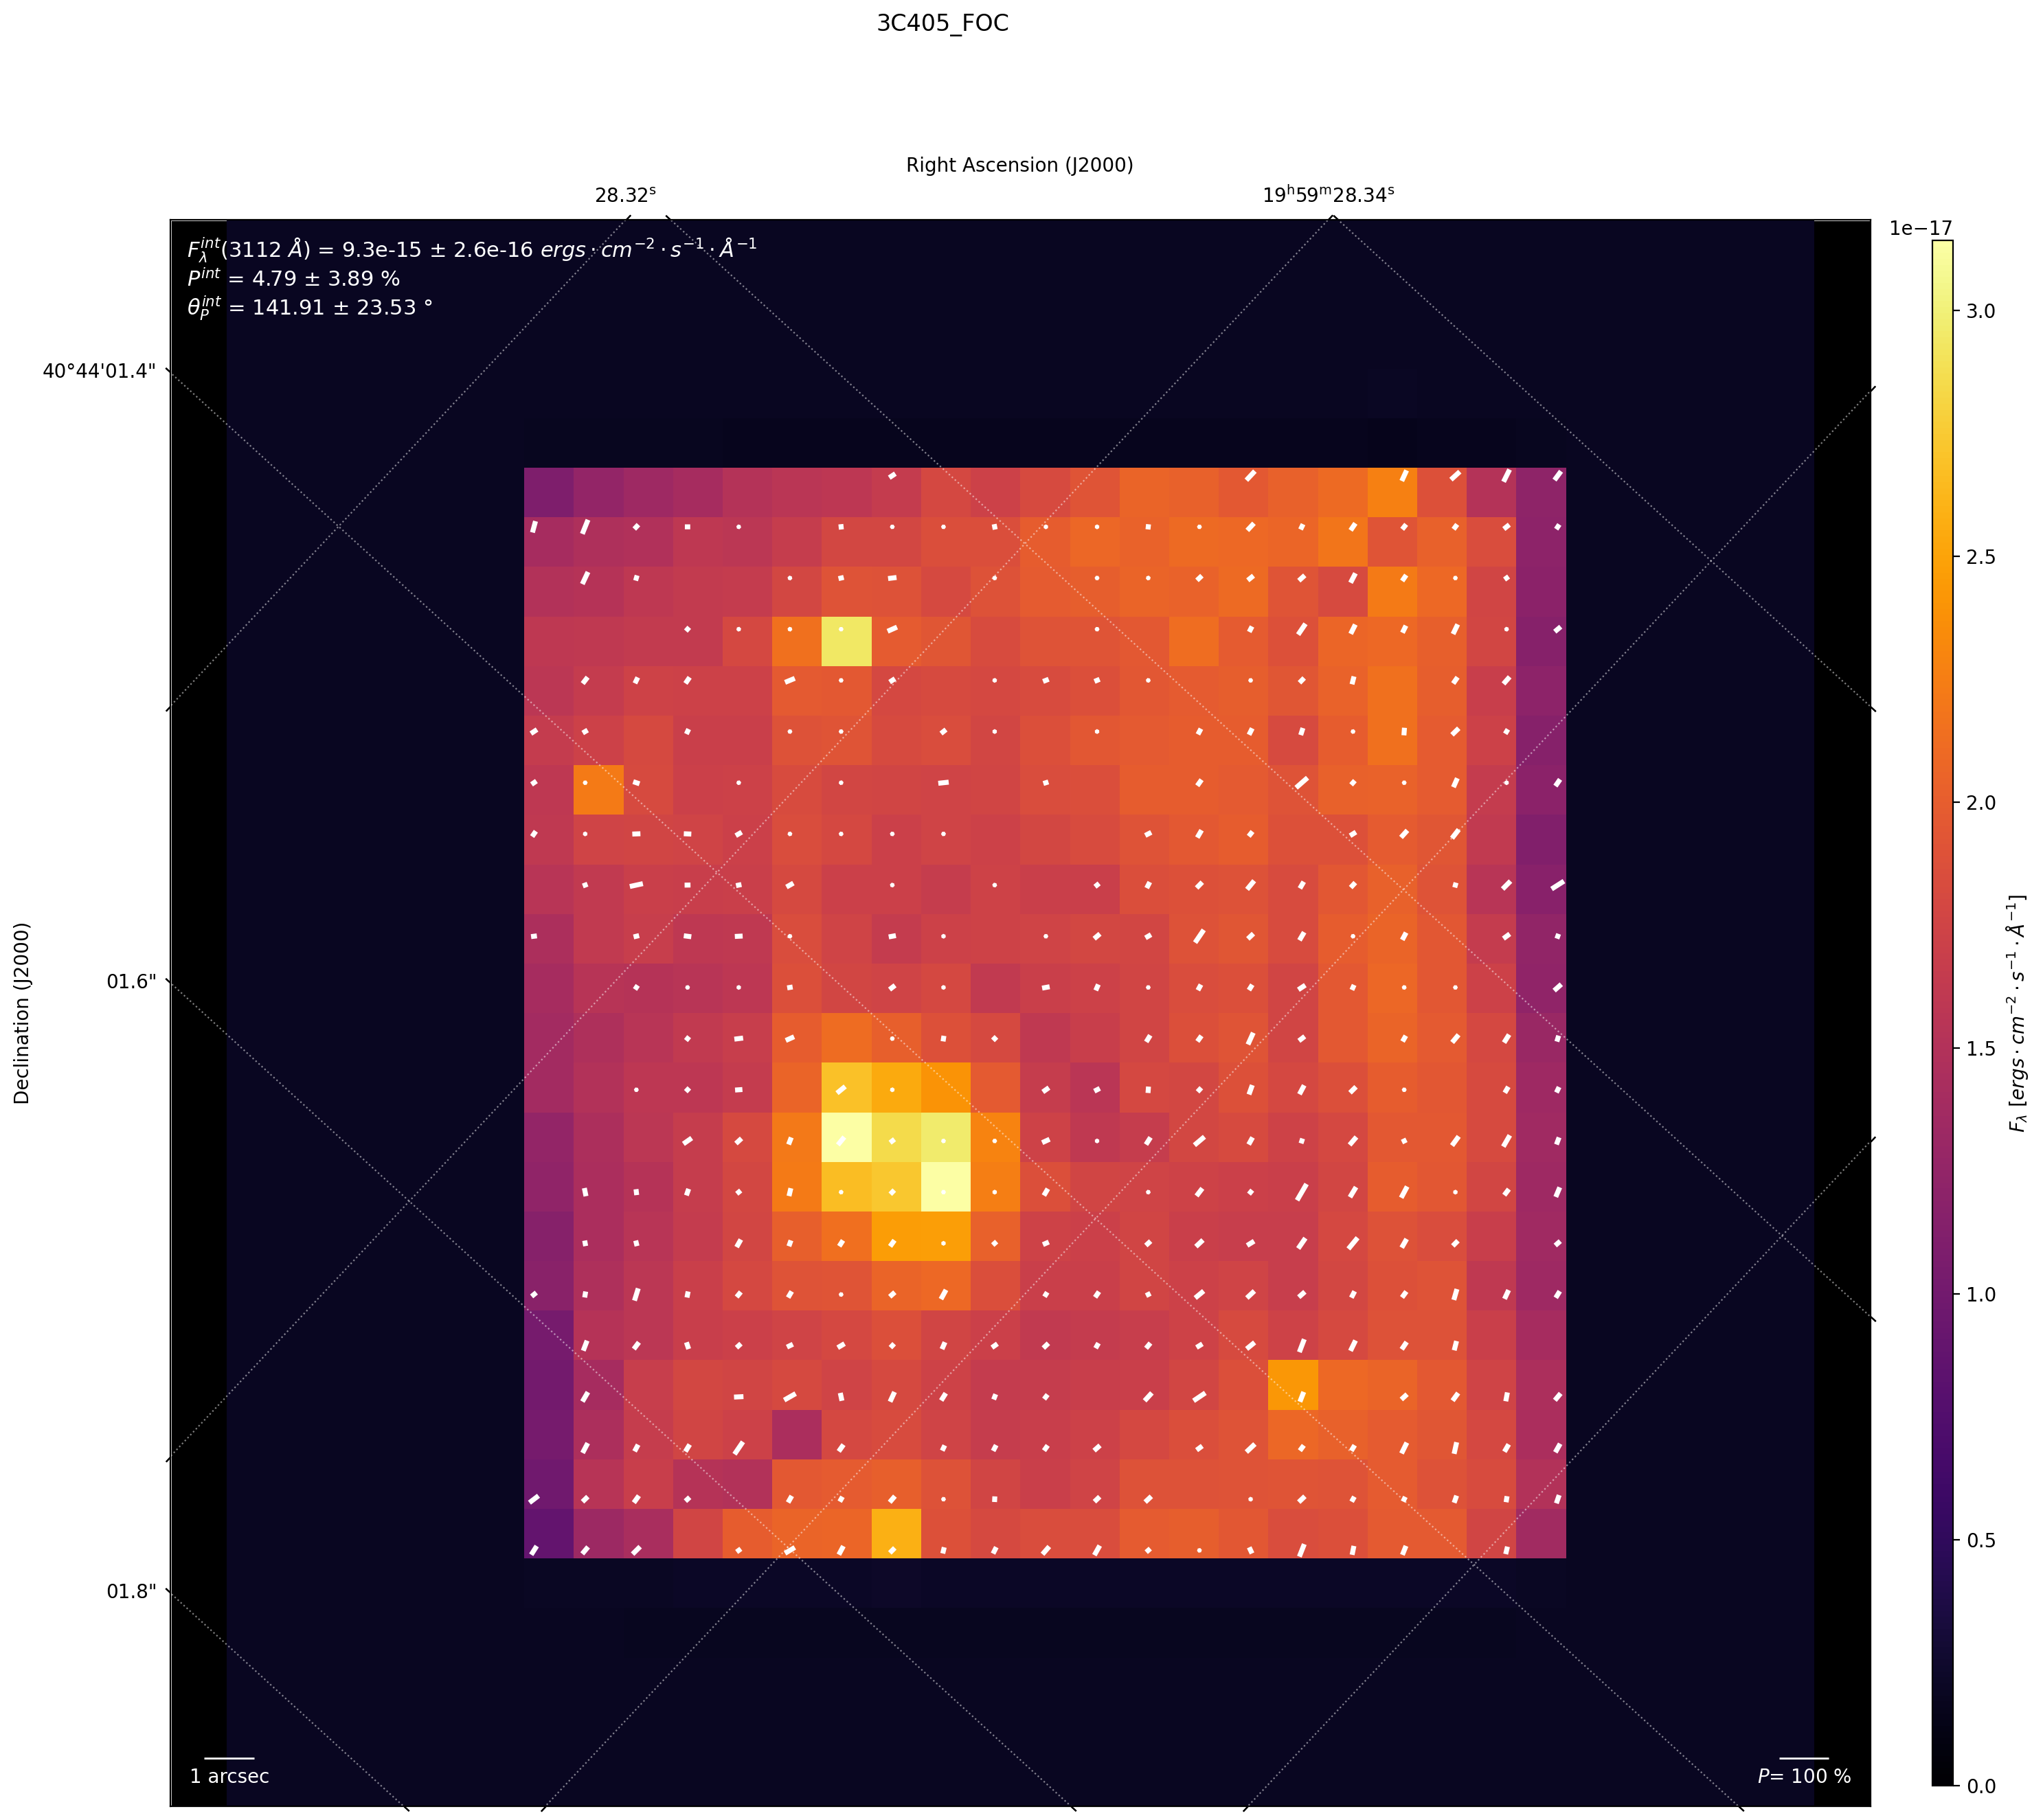 3C405_FOC
Right Ascension (J2000)
28.32ˢ
19ʰ59ᵐ28.34ˢ
1e−17
F_λ^int(3112 Å) = 9.3e-15 ± 2.6e-16 ergs·cm⁻²·s⁻¹·Å⁻¹
P^int = 4.79 ± 3.89 %
θ_P^int = 141.91 ± 23.53 °
40°44'01.4"
01.6"
01.8"
Declination (J2000)
3.0
2.5
2.0
1.5
1.0
0.5
0.0
F_λ [ergs·cm⁻²·s⁻¹·Å⁻¹]
1 arcsec
P= 100 %